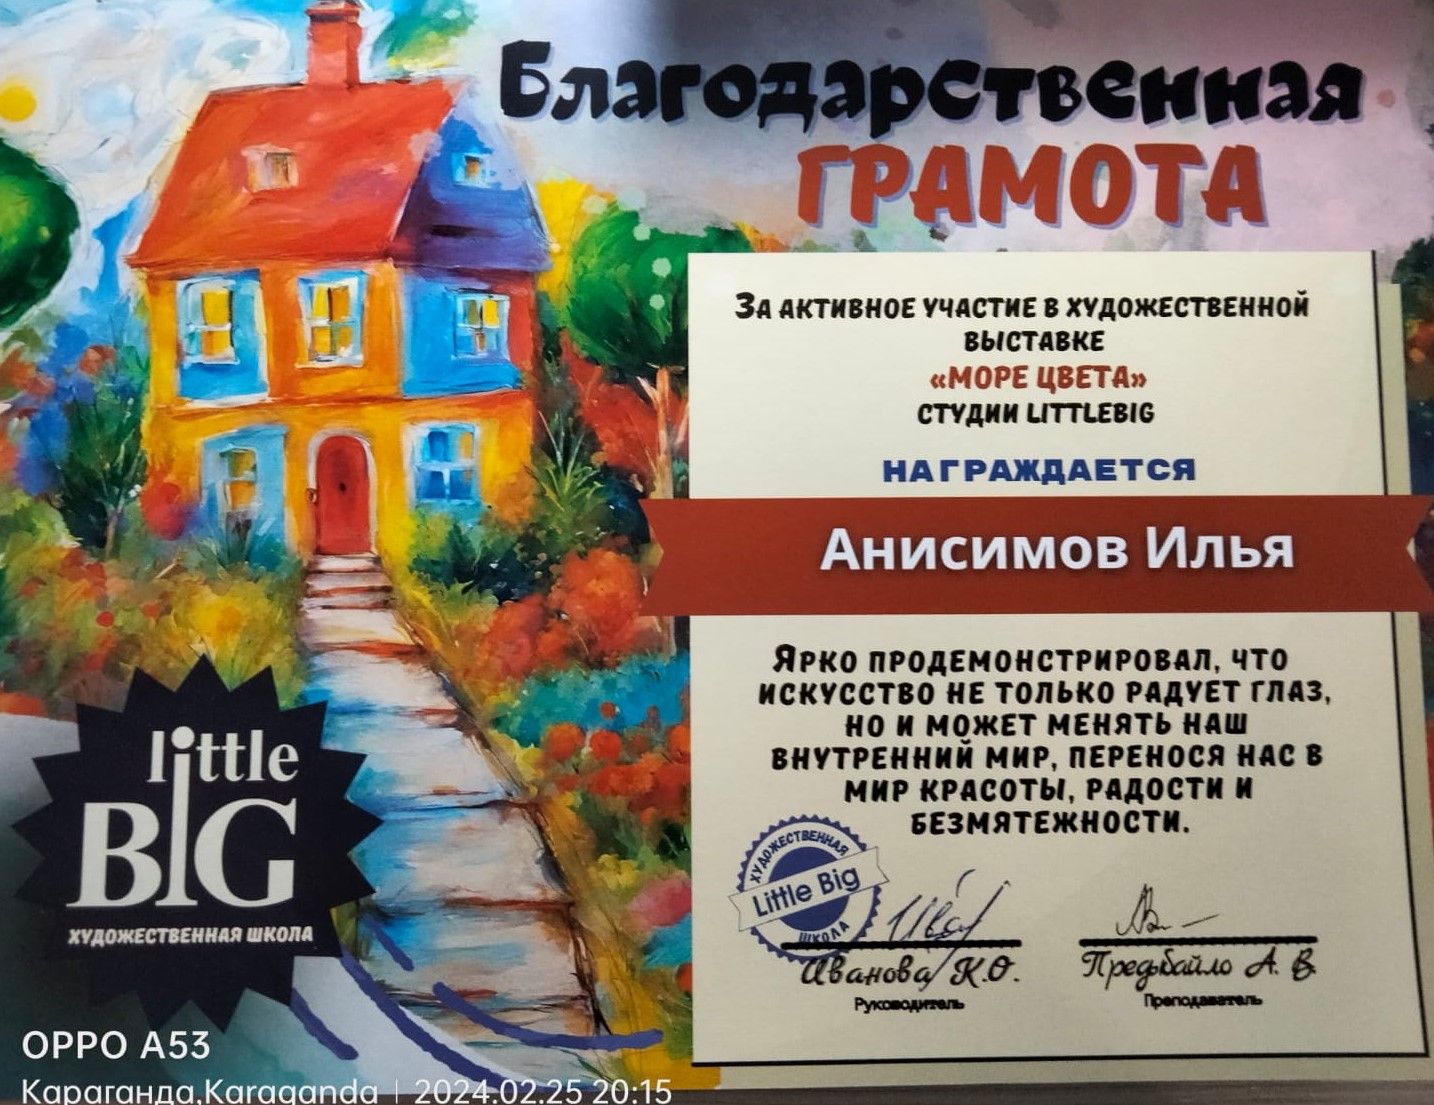 Благодарственная
ГРАМОТА
За активное участие в художественной
выставке
«Море цвета»
студии LittleBig
НАГРАЖДАЕТСЯ
Анисимов Илья
Ярко продемонстрировал, что
искусство не только радует глаз,
но и может менять наш
внутренний мир, перенося нас в
мир красоты, радости и
безмятежности.
ХУДОЖЕСТВЕННАЯ
Little Big
ШКОЛА
Иванова К.О.
Руководитель
Предыбайло А. В.
Преподаватель
little
BIG
ХУДОЖЕСТВЕННАЯ ШКОЛА
OPPO A53
Караганда,Karaganda | 2024.02.25 20:15